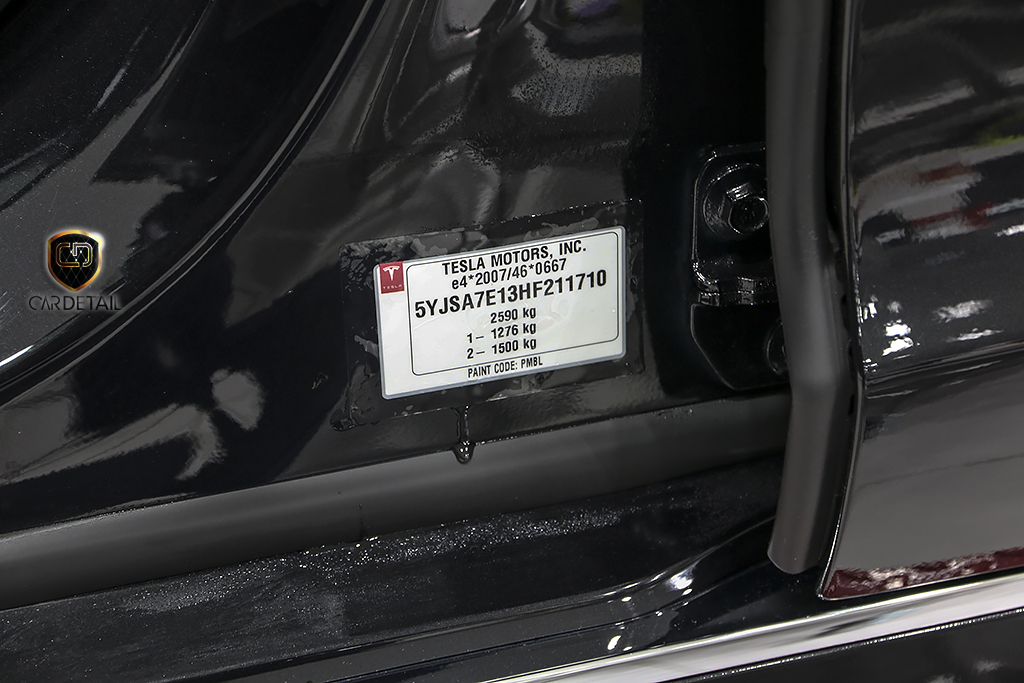 TESLA MOTORS, INC.
e4*2007/46*0667
5YJSA7E13HF211710
2590 kg
1– 1276 kg
2– 1500 kg
PAINT CODE: PMBL
TESLA
CARDETAIL